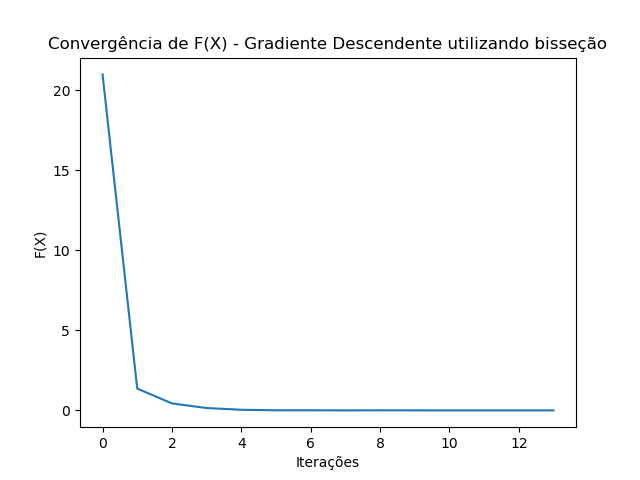 Convergência de F(X) - Gradiente Descendente utilizando bisseção
20
15
10
5
0
F(X)
0 2 4 6 8 10 12
Iterações